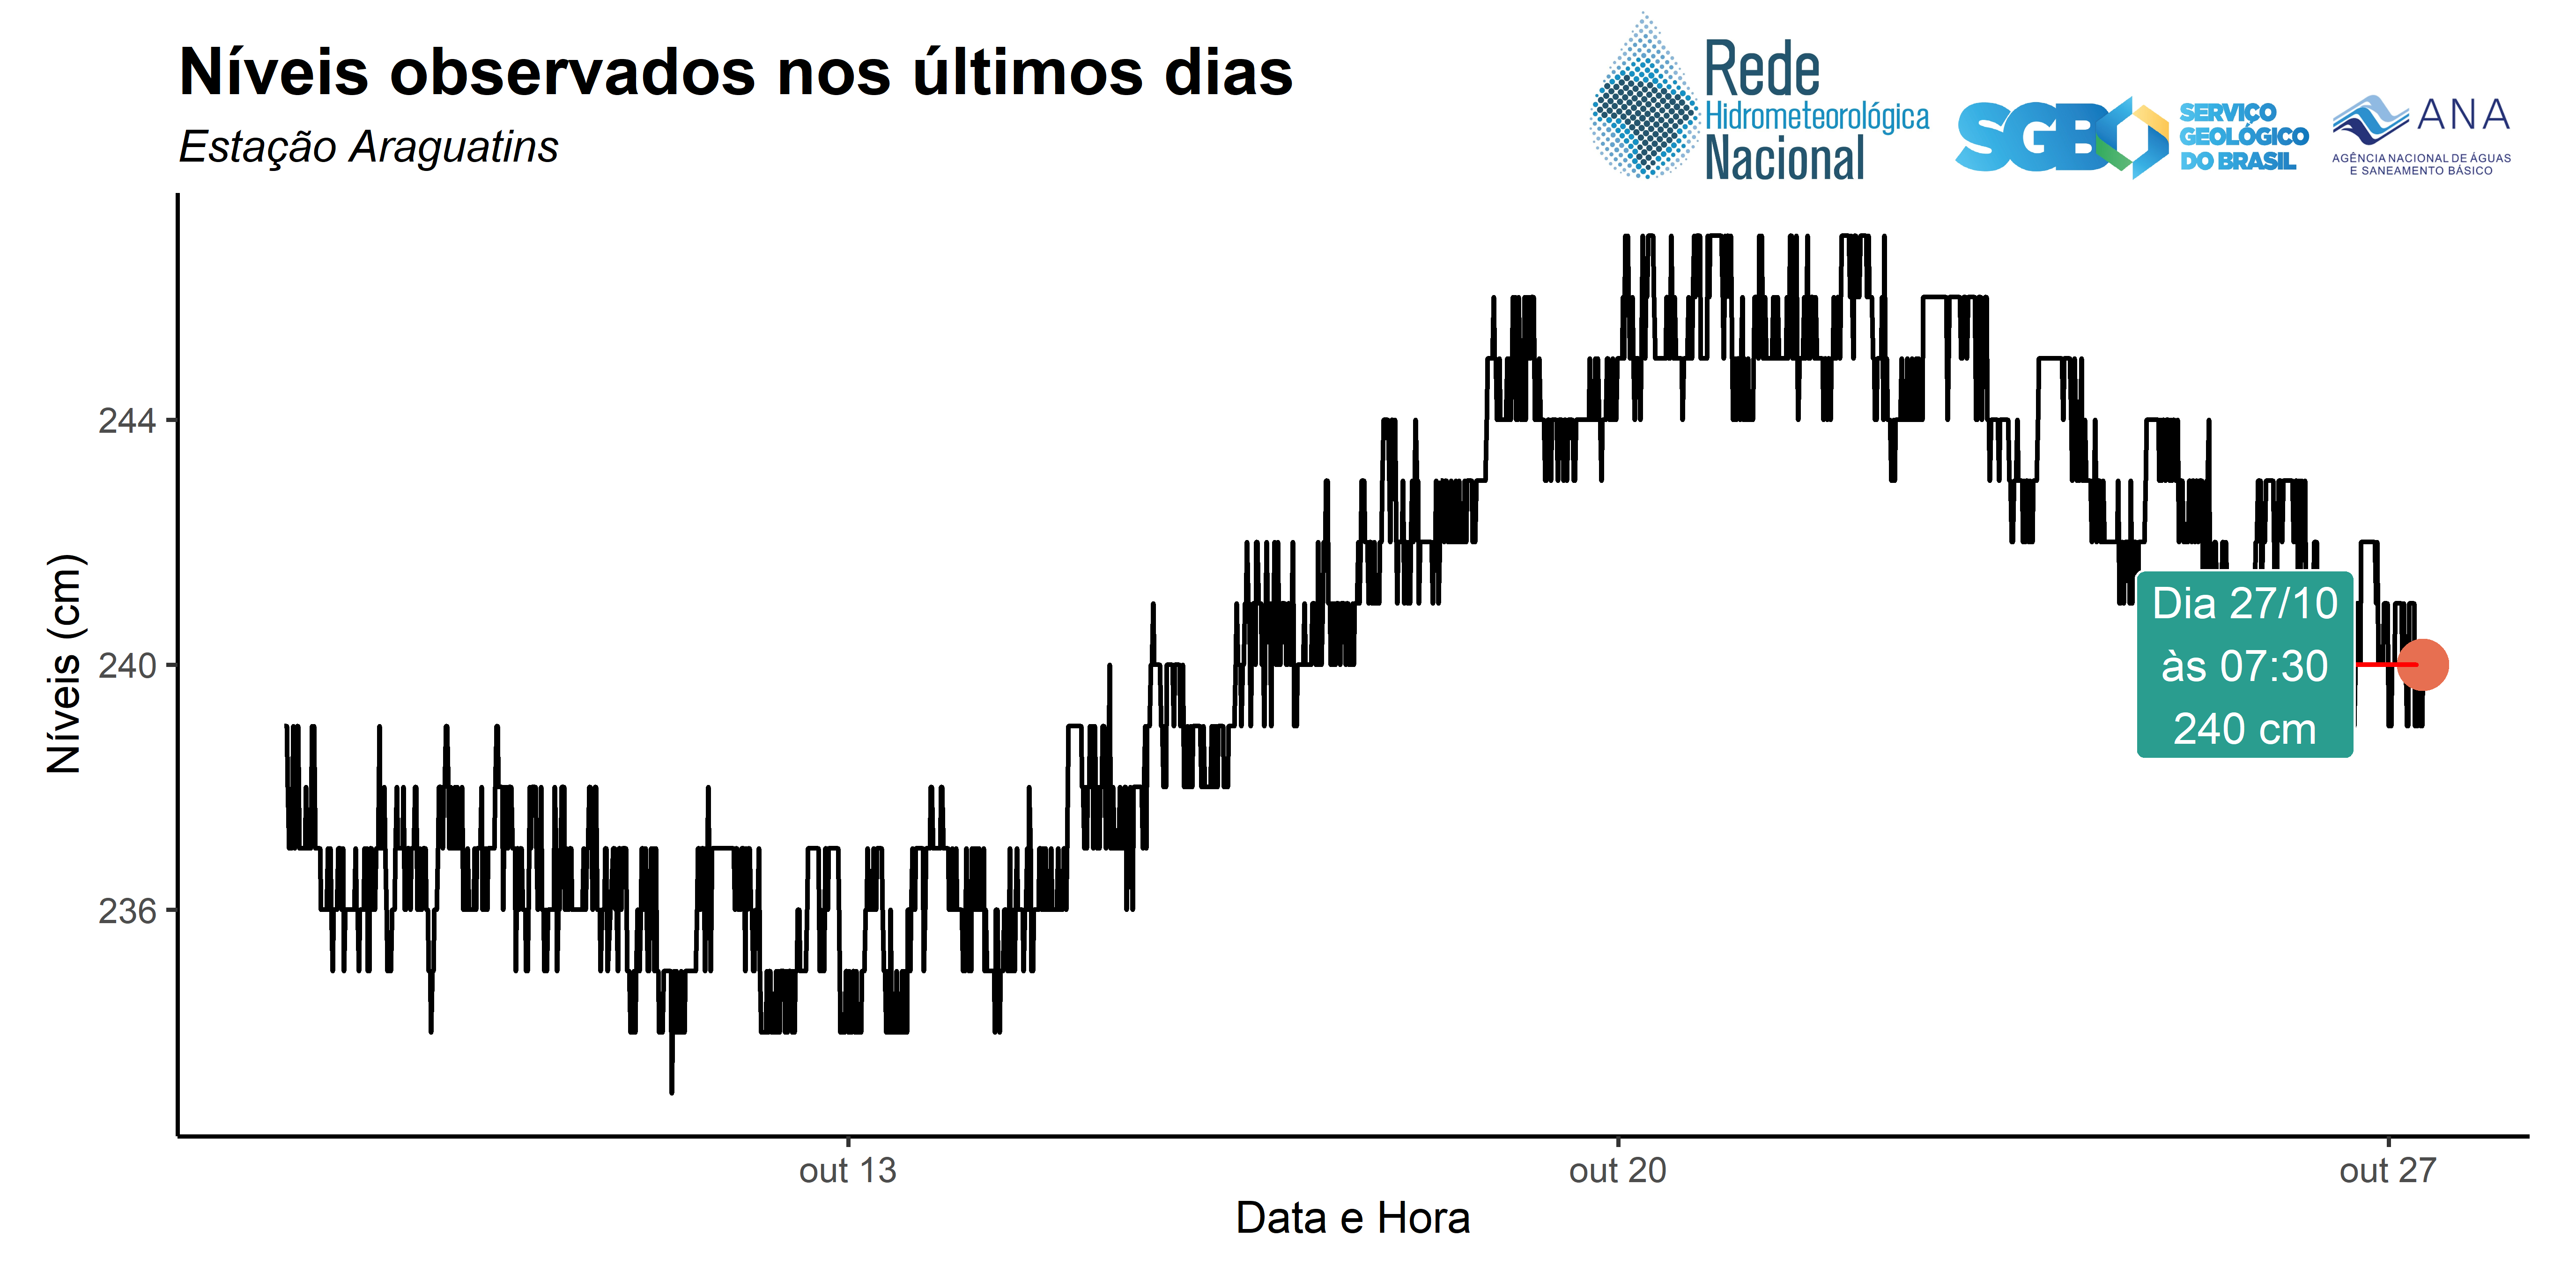 Níveis observados nos últimos dias
Estação Araguatins
Rede
Hidrometeorológica
Nacional
SGB
SERVIÇO
GEOLÓGICO
DO BRASIL
ANA
AGÊNCIA NACIONAL DE ÁGUAS
E SANEAMENTO BÁSICO
Níveis (cm)
244
240
236
Dia 27/10
às 07:30
240 cm
out 13
out 20
out 27
Data e Hora